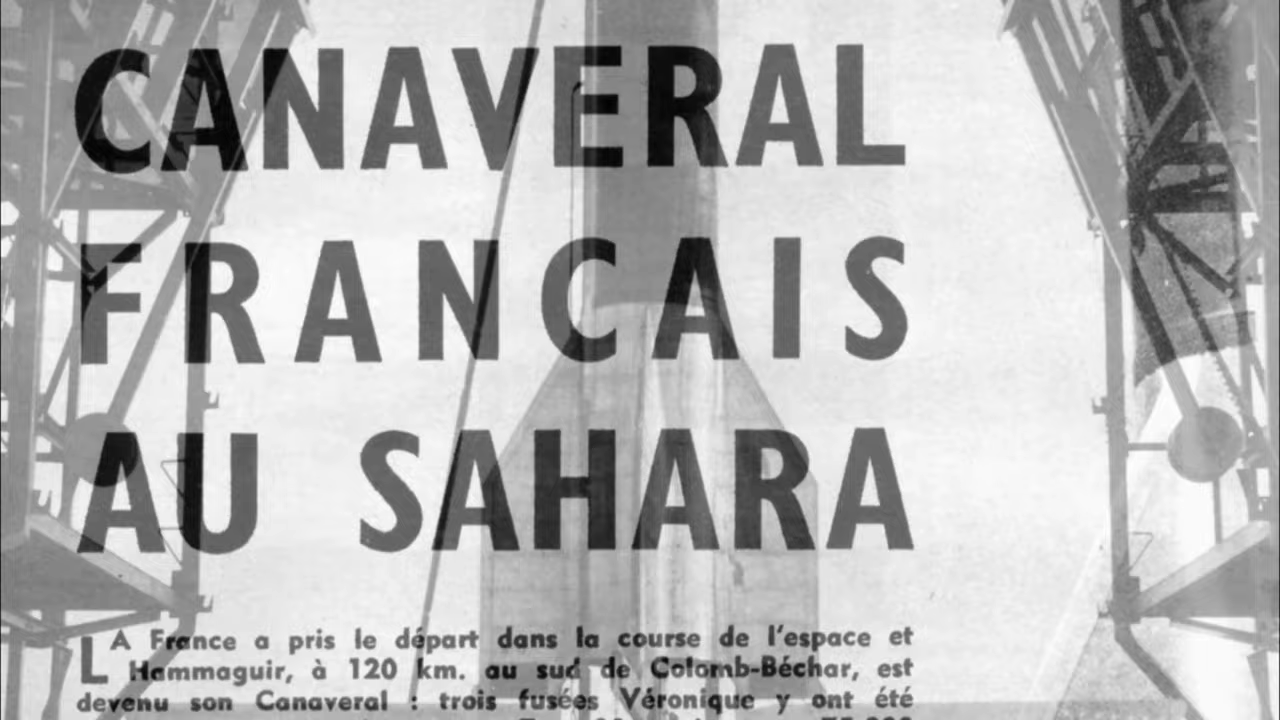 CANAVERAL
FRANCAIS
AU SAHARA
LA France a pris le départ dans la course de l'espace et
Hammaguir, à 120 km. au sud de Colomb-Béchar, est
devenu son Canaveral : trois fusées Véronique y ont été